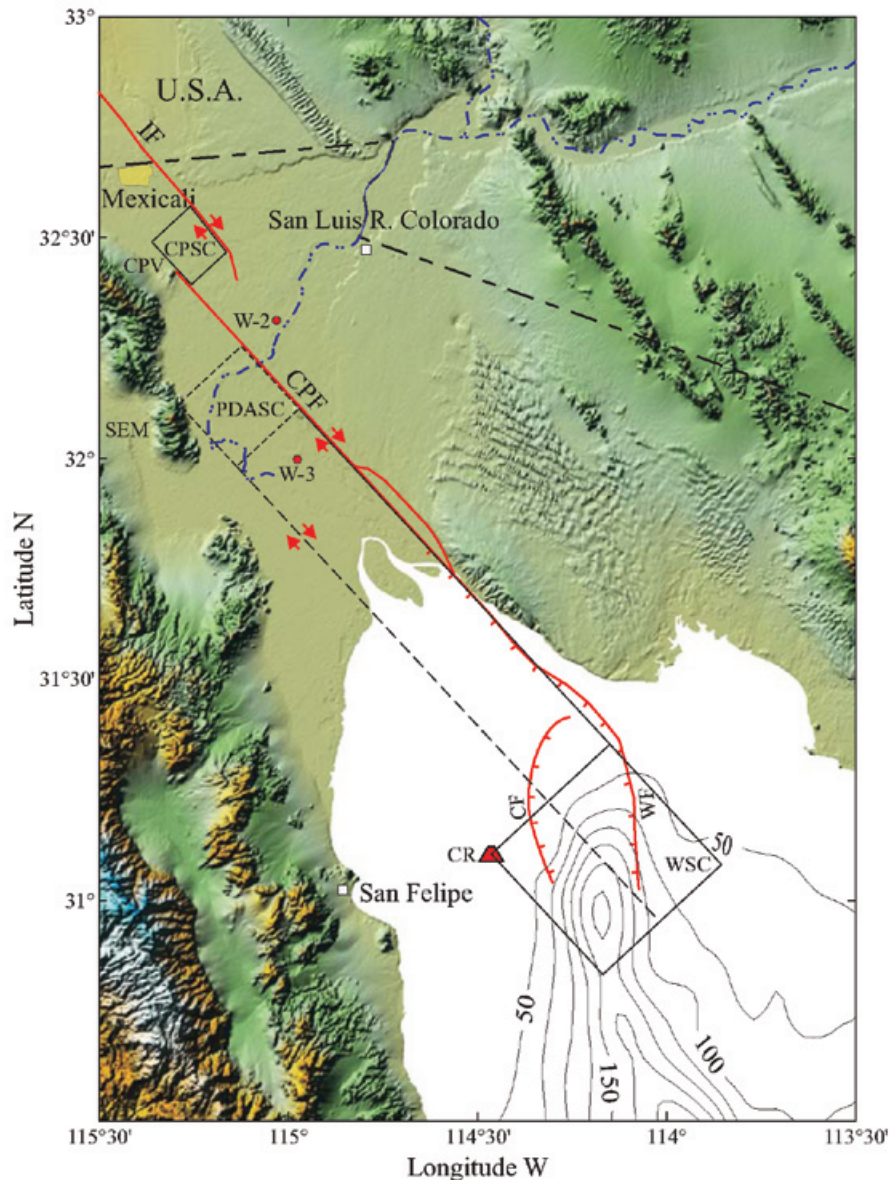 33°
U.S.A.
IF
Mexicali
San Luis R. Colorado
32°30'
CPSC
CPV
W-2
CPF
PDASC
SEM
32°
W-3
Latitude N
31°30'
CF
WF
50
CR
WSC
31°
San Felipe
50
100
150
115°30'
115°
114°30'
114°
113°30'
Longitude W